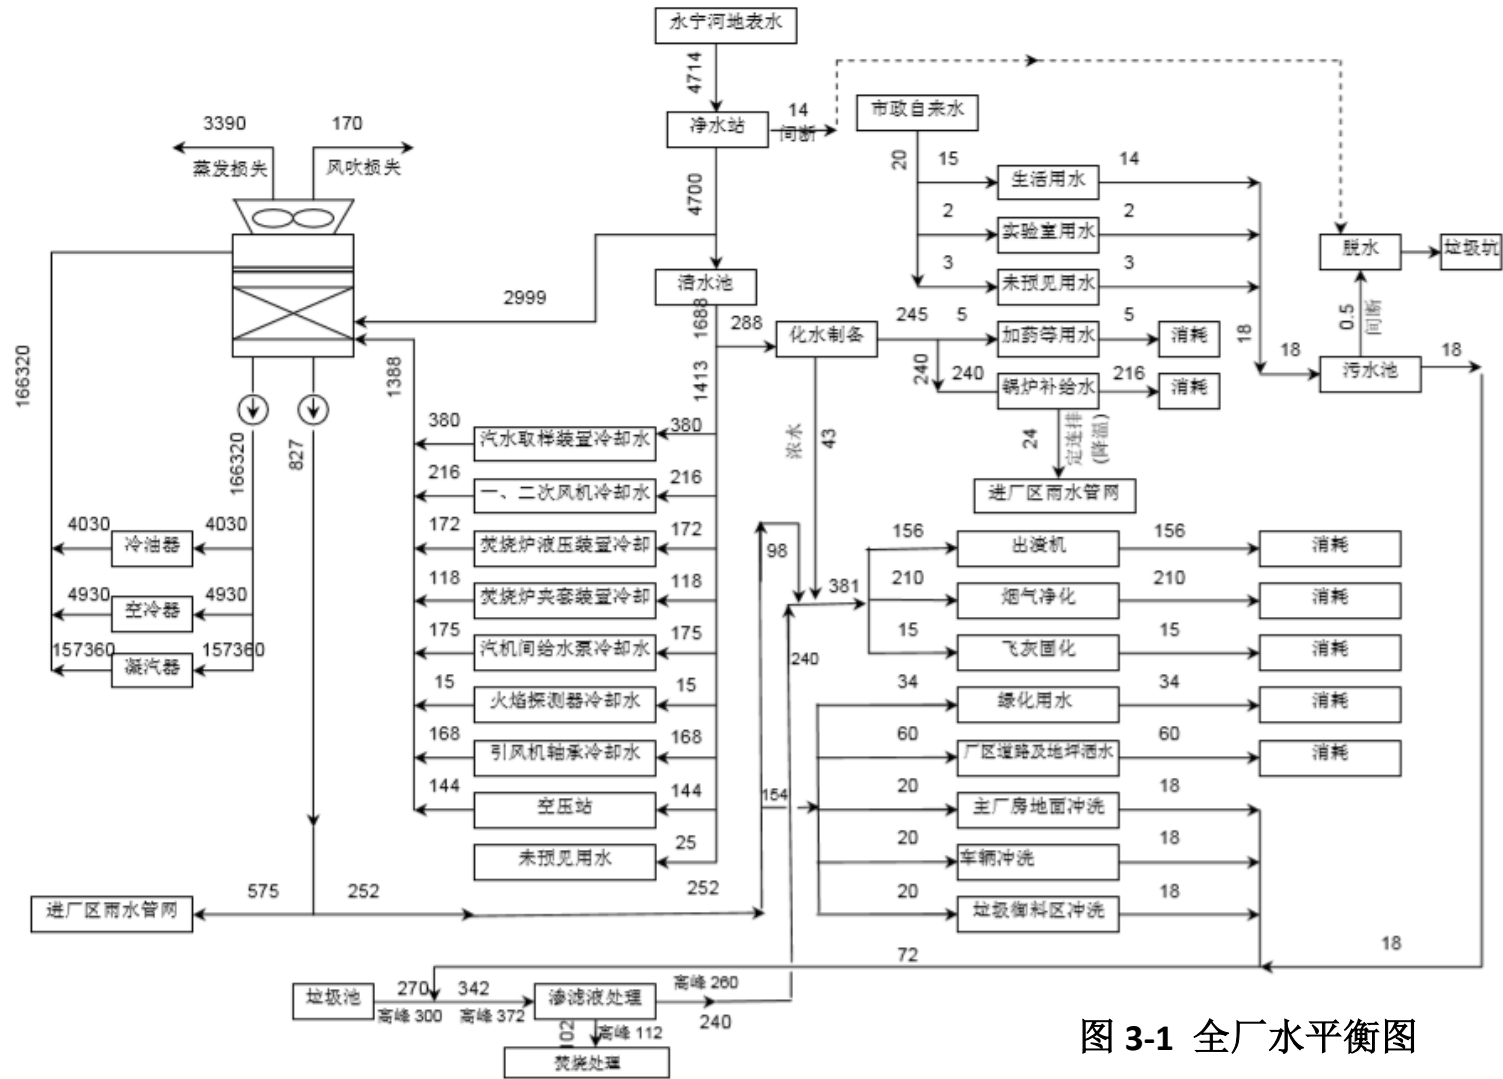 永宁河地表水
4714
净水站
14
间断
4700
3390
蒸发损失
170
风吹损失
市政自来水
20
15
生活用水
14
2
实验室用水
2
3
未预见用水
3
18
18
脱水
垃圾坑
0.5
间断
污水池
18
清水池
2999
1688
288
化水制备
245
5
加药等用水
5
消耗
240
240
锅炉补给水
216
消耗
24
定连排
(降温)
进厂区雨水管网
浓水
43
1388
1413
166320
166320
827
4030
冷油器
4030
4930
空冷器
4930
157360
凝汽器
157360
380
汽水取样装置冷却水
380
216
一、二次风机冷却水
216
172
焚烧炉液压装置冷却
172
118
焚烧炉夹套装置冷却
118
175
汽机间给水泵冷却水
175
15
火焰探测器冷却水
15
168
引风机轴承冷却水
168
144
空压站
144
未预见用水
25
98
381
240
154
156
出渣机
156
消耗
210
烟气净化
210
消耗
15
飞灰固化
15
消耗
34
绿化用水
34
消耗
60
厂区道路及地坪洒水
60
消耗
20
主厂房地面冲洗
18
20
车辆冲洗
18
20
垃圾御料区冲洗
18
进厂区雨水管网
575
252
252
72
18
垃圾池
270
高峰 300
342
高峰 372
渗滤液处理
高峰 260
240
102
高峰 112
焚烧处理
图 3-1 全厂水平衡图